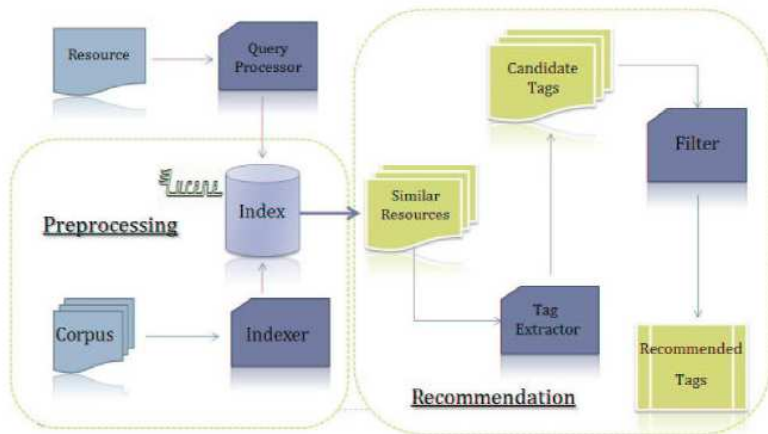 Resource
Query
Processor
Candidate
Tags
Filter
Lucene
Index
Similar
Resources
Preprocessing
Corpus
Indexer
Tag
Extractor
Recommended
Tags
Recommendation